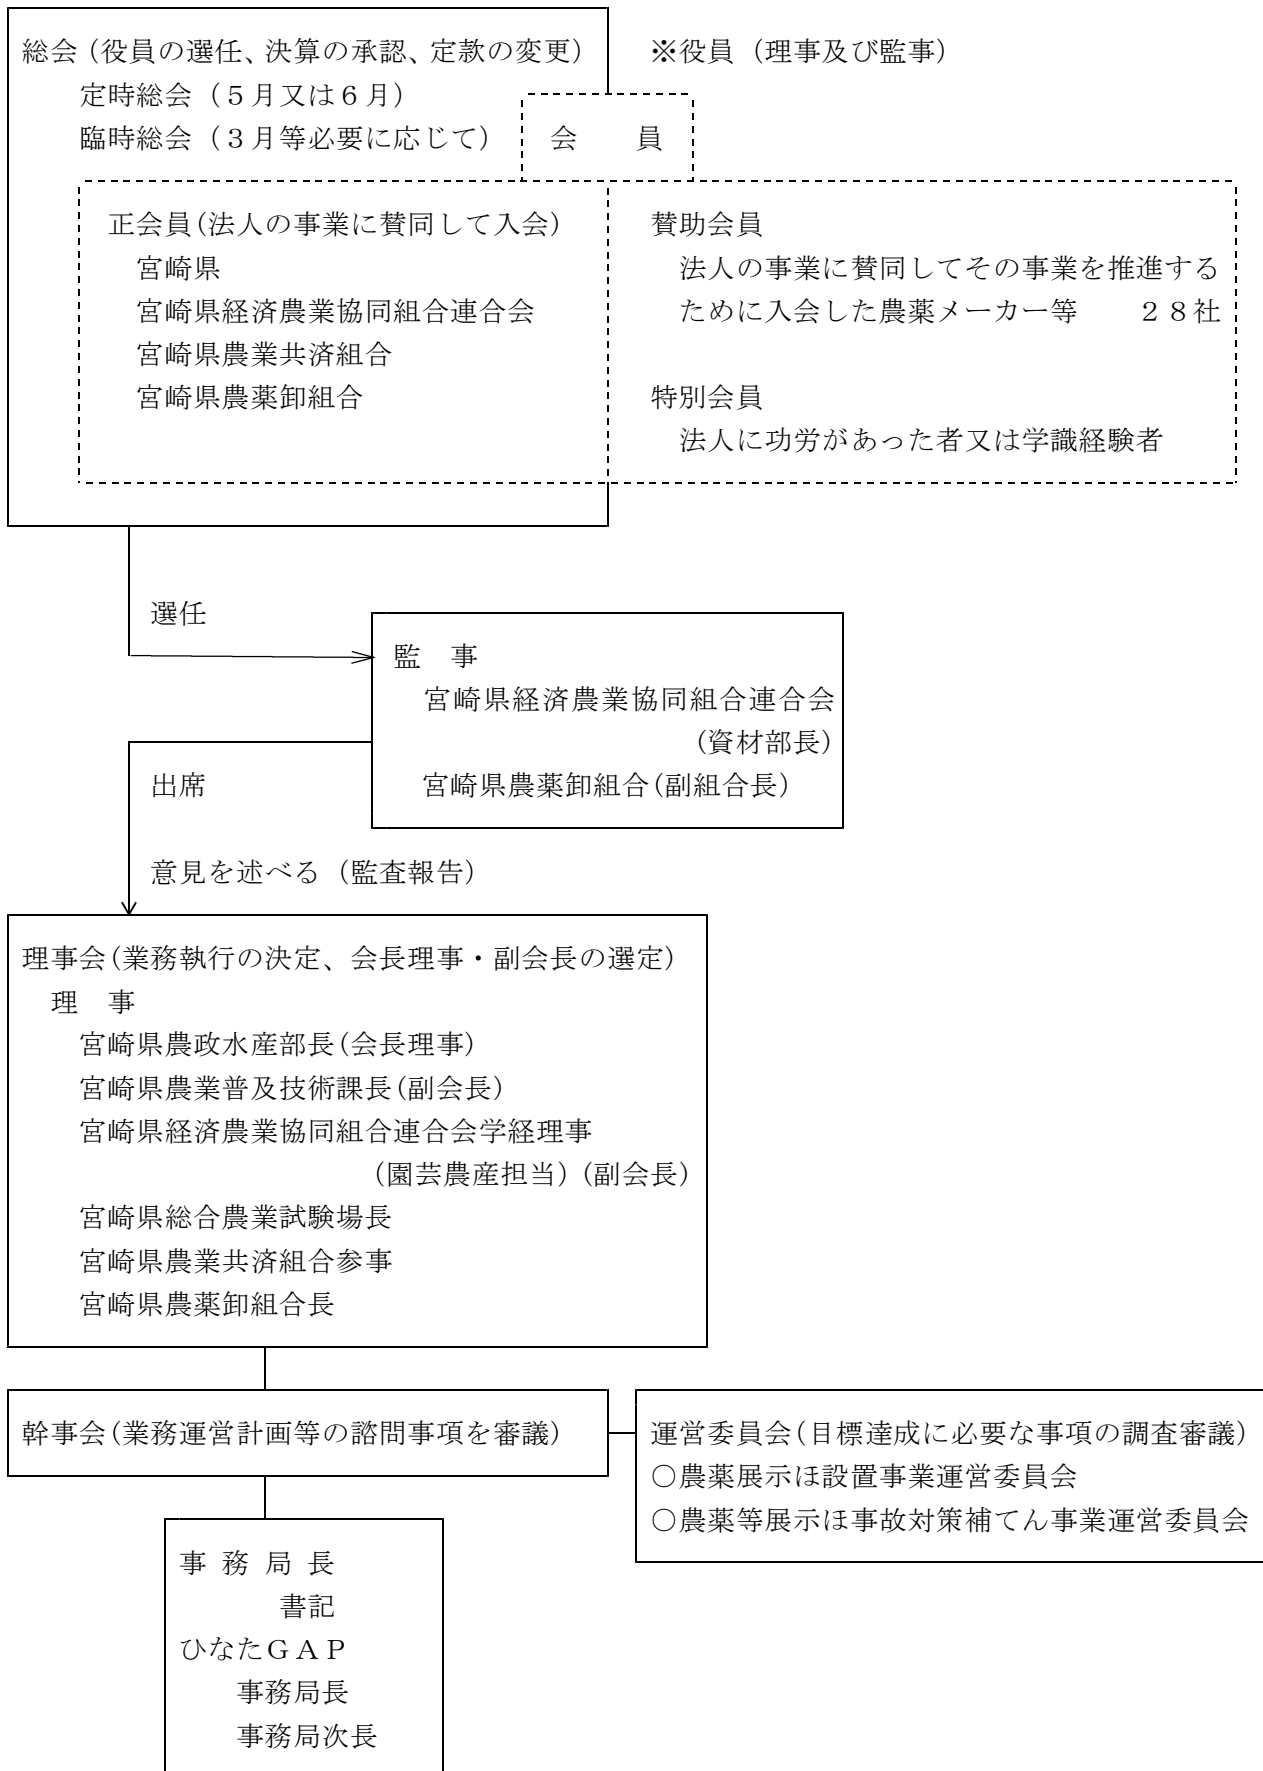 総会(役員の選任、決算の承認、定款の変更)
※役員(理事及び監事)
定時総会(5月又は6月)
臨時総会(3月等必要に応じて)
会　　員
正会員(法人の事業に賛同して入会)
宮崎県
宮崎県経済農業協同組合連合会
宮崎県農業共済組合
宮崎県農薬卸組合
賛助会員
法人の事業に賛同してその事業を推進する
ために入会した農薬メーカー等　　28社
特別会員
法人に功労があった者又は学識経験者
選任
監　事
宮崎県経済農業協同組合連合会
(資材部長)
宮崎県農薬卸組合(副組合長)
出席
意見を述べる(監査報告)
理事会(業務執行の決定、会長理事・副会長の選定)
理　事
宮崎県農政水産部長(会長理事)
宮崎県農業普及技術課長(副会長)
宮崎県経済農業協同組合連合会学経理事
(園芸農産担当)(副会長)
宮崎県総合農業試験場長
宮崎県農業共済組合参事
宮崎県農薬卸組合長
幹事会(業務運営計画等の諮問事項を審議)
運営委員会(目標達成に必要な事項の調査審議)
○農薬展示ほ設置事業運営委員会
○農薬等展示ほ事故対策補てん事業運営委員会
事 務 局 長
書記
ひなたGAP
事務局長
事務局次長